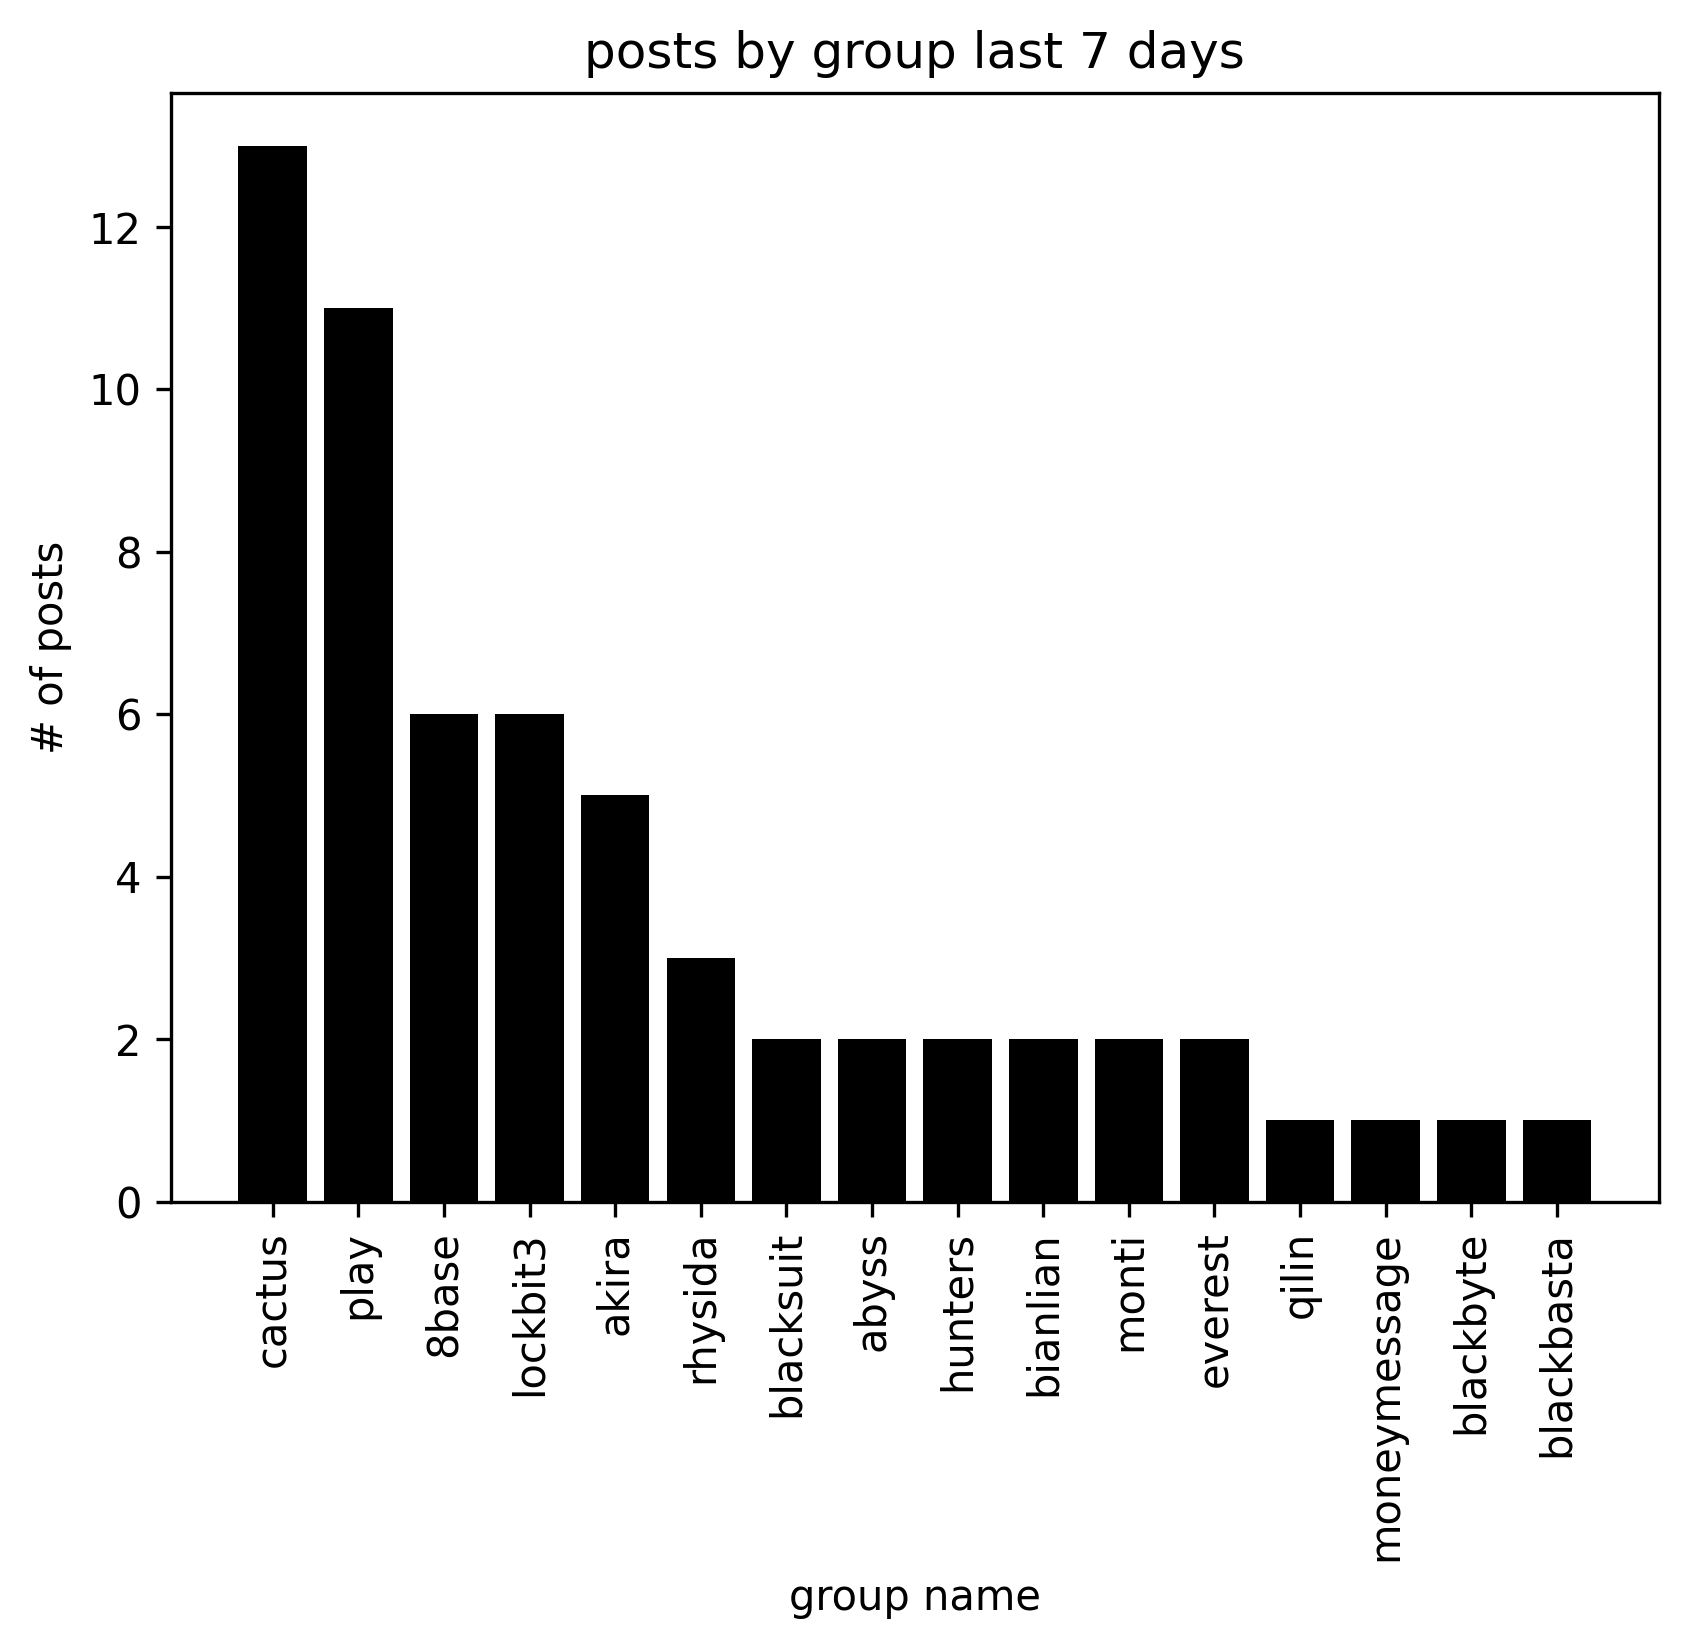 posts by group last 7 days
# of posts
12
10
8
6
4
2
0
cactus
play
8base
lockbit3
akira
rhysida
blacksuit
abyss
hunters
bianlian
monti
everest
qilin
moneymessage
blackbyte
blackbasta
group name